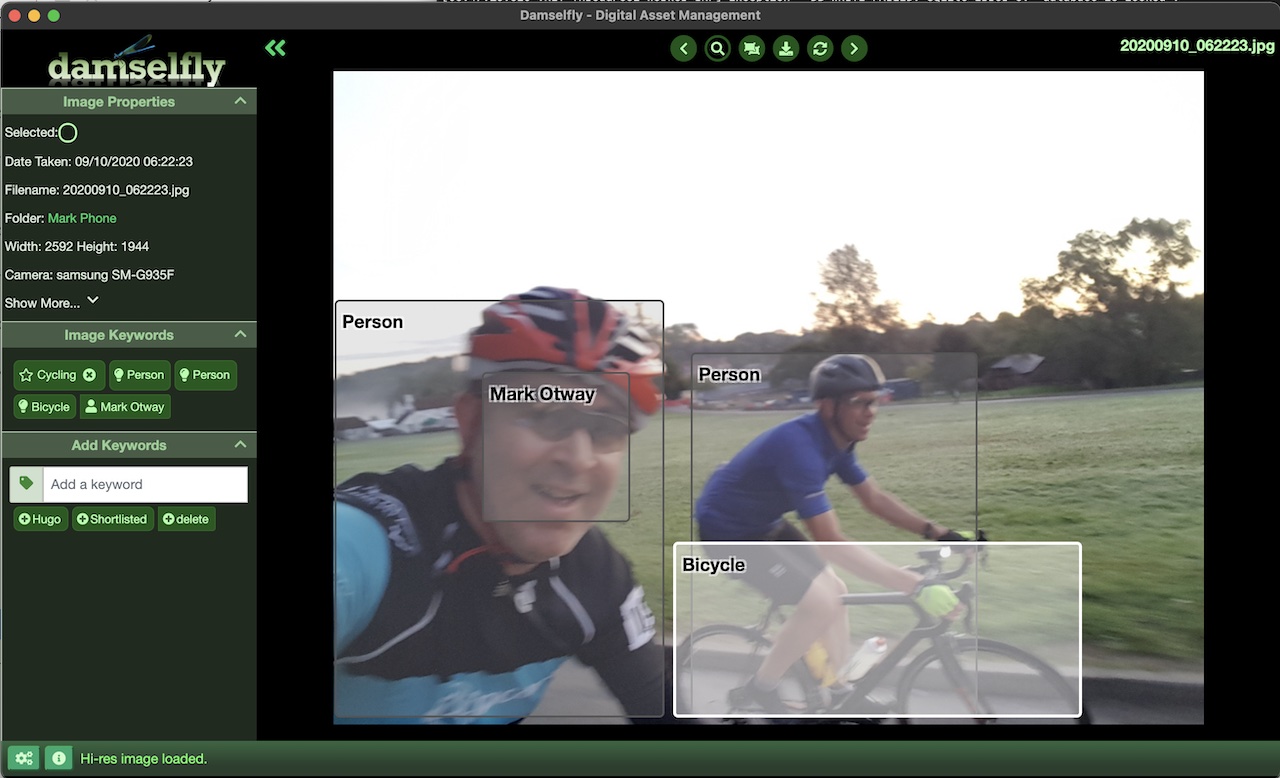 Damselfly - Digital Asset Management
damselfly
20200910_062223.jpg
Image Properties
Selected:
Date Taken: 09/10/2020 06:22:23
Filename: 20200910_062223.jpg
Folder: Mark Phone
Width: 2592 Height: 1944
Camera: samsung SM-G935F
Show More...
Image Keywords
Cycling Person Person
Bicycle Mark Otway
Add Keywords
Add a keyword
Hugo Shortlisted delete
Person
Mark Otway
Person
Bicycle
Hi-res image loaded.